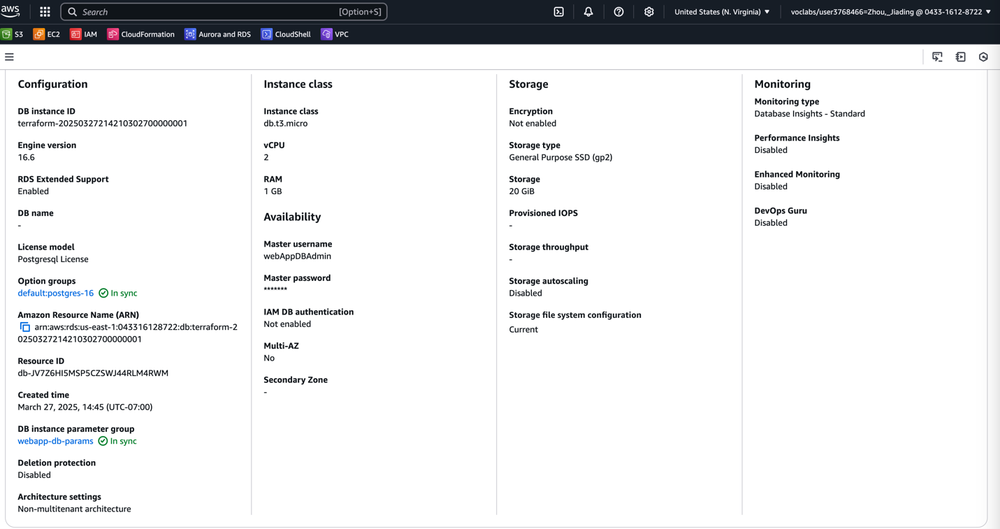 aws
Search
[Option+S]
United States (N. Virginia)
voclabs/user3768466=Zhou,_Jiading @ 0433-1612-8722
S3
EC2
IAM
CloudFormation
Aurora and RDS
CloudShell
VPC
Configuration
DB instance ID
terraform-20250327214210302700000001
Engine version
16.6
RDS Extended Support
Enabled
DB name
-
License model
Postgresql License
Option groups
default:postgres-16 In sync
Amazon Resource Name (ARN)
arn:aws:rds:us-east-1:043316128722:db:terraform-2
0250327214210302700000001
Resource ID
db-JV7Z6HI5MSP5CZSWJ44RLM4RWM
Created time
March 27, 2025, 14:45 (UTC-07:00)
DB instance parameter group
webapp-db-params In sync
Deletion protection
Disabled
Architecture settings
Non-multitenant architecture
Instance class
Instance class
db.t3.micro
vCPU
2
RAM
1 GB
Availability
Master username
webAppDBAdmin
Master password
*******
IAM DB authentication
Not enabled
Multi-AZ
No
Secondary Zone
-
Storage
Encryption
Not enabled
Storage type
General Purpose SSD (gp2)
Storage
20 GiB
Provisioned IOPS
-
Storage throughput
-
Storage autoscaling
Disabled
Storage file system configuration
Current
Monitoring
Monitoring type
Database Insights - Standard
Performance Insights
Disabled
Enhanced Monitoring
Disabled
DevOps Guru
Disabled